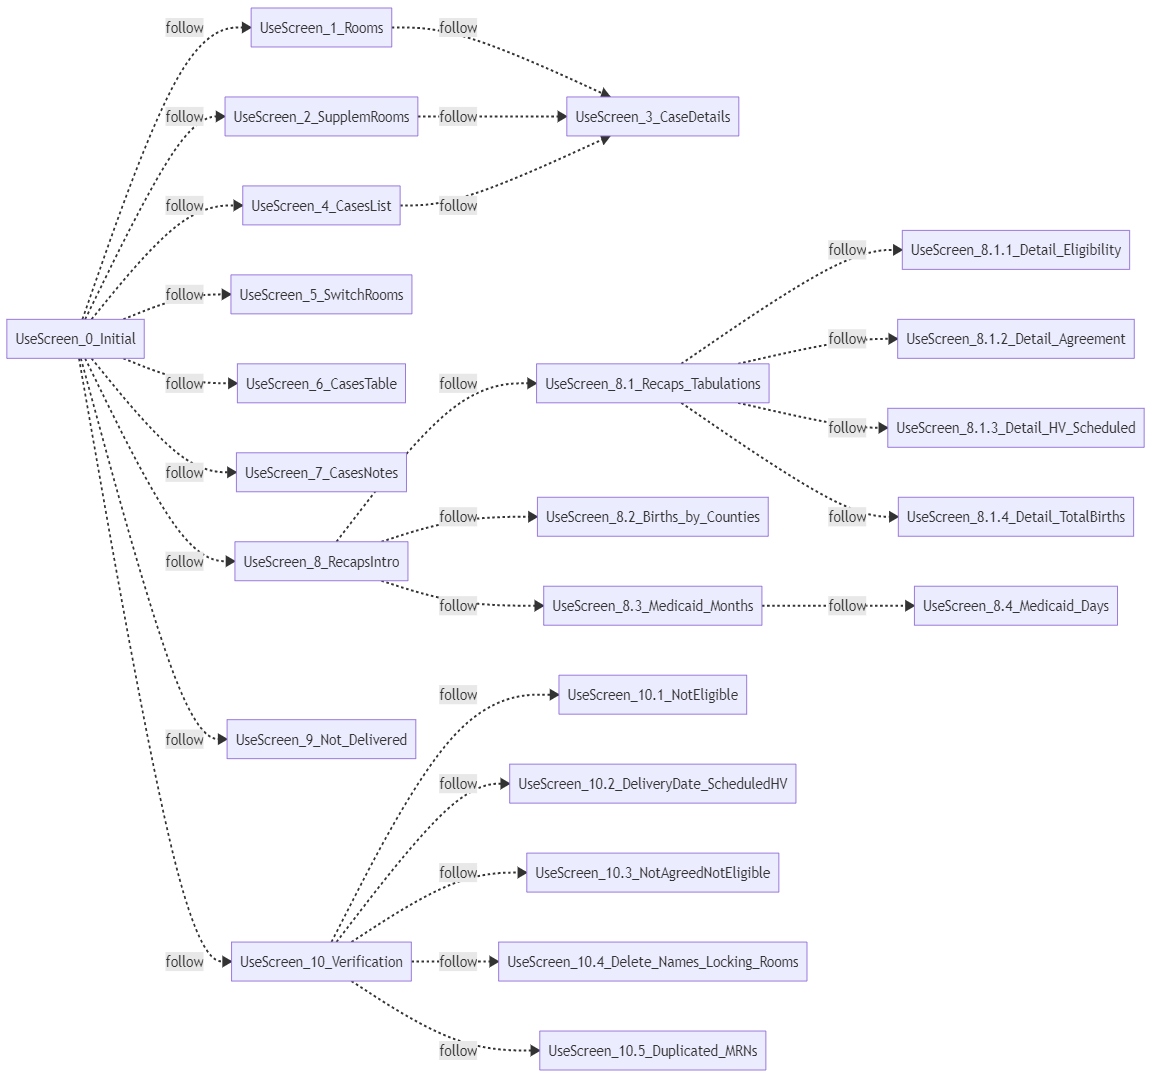 follow
UseScreen_1_Rooms
follow
follow
UseScreen_2_SupplemRooms
follow
UseScreen_3_CaseDetails
follow
UseScreen_4_CasesList
follow
follow
UseScreen_8.1.1_Detail_Eligibility
follow
UseScreen_5_SwitchRooms
UseScreen_0_Initial
follow
UseScreen_8.1.2_Detail_Agreement
follow
UseScreen_6_CasesTable
follow
UseScreen_8.1_Recaps_Tabulations
follow
UseScreen_8.1.3_Detail_HV_Scheduled
follow
UseScreen_7_CasesNotes
follow
UseScreen_8.2_Births_by_Counties
follow
UseScreen_8.1.4_Detail_TotalBirths
follow
UseScreen_8_RecapsIntro
follow
UseScreen_8.3_Medicaid_Months
follow
UseScreen_8.4_Medicaid_Days
follow
UseScreen_10.1_NotEligible
follow
UseScreen_9_Not_Delivered
follow
UseScreen_10.2_DeliveryDate_ScheduledHV
follow
UseScreen_10.3_NotAgreedNotEligible
follow
UseScreen_10_Verification
follow
UseScreen_10.4_Delete_Names_Locking_Rooms
follow
UseScreen_10.5_Duplicated_MRNs